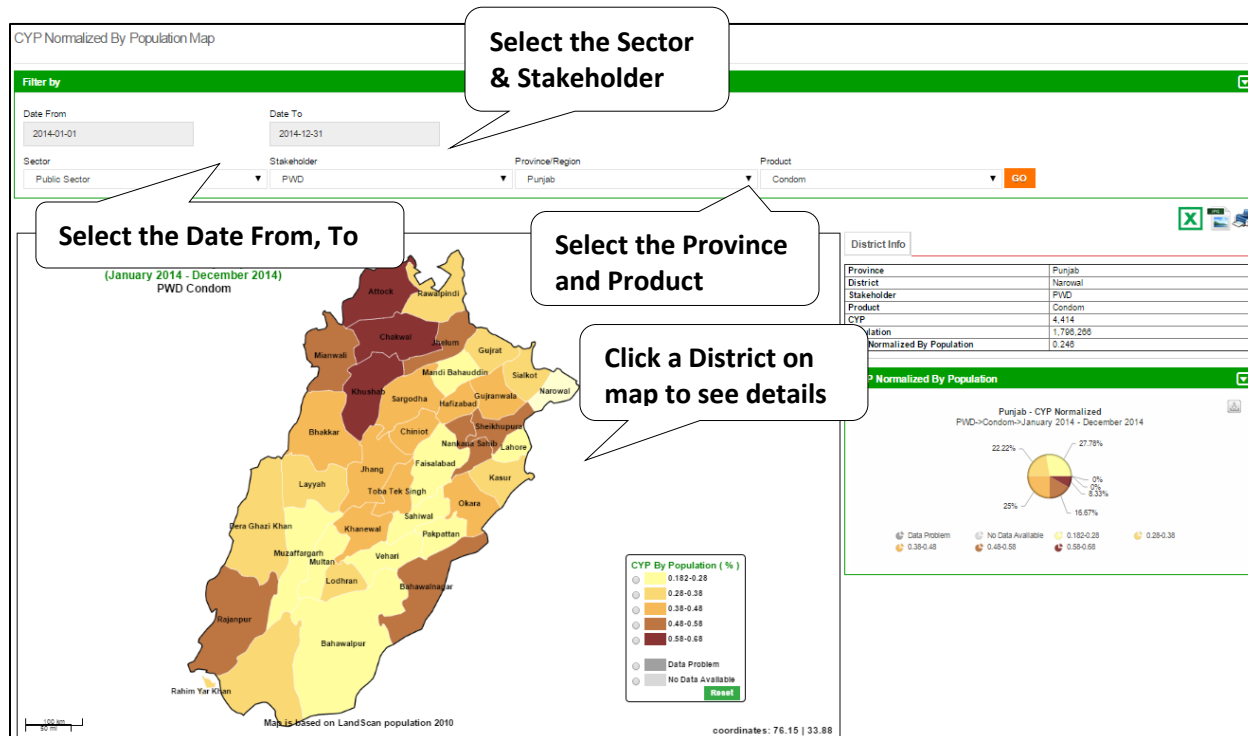 CYP Normalized By Population Map
Select the Sector
& Stakeholder
Filter by
Date From
Date To
2014-01-01
2014-12-31
Sector
Stakeholder
Province/Region
Product
Public Sector
PWD
Punjab
Condom
GO
Select the Date From, To
Select the Province
and Product
(January 2014 - December 2014)
PWD Condom
District Info
Province Punjab
District Narowal
Stakeholder PWD
Product Condom
CYP 4,414
1,796,266
Normalized By Population 0.246
Click a District on
map to see details
Normalized By Population
Punjab - CYP Normalized
PWD->Condom->January 2014 - December 2014
22.22%
27.78%
0%
0%
8.33%
16.67%
25%
Data Problem
No Data Available
0.182-0.28
0.28-0.38
0.38-0.48
0.48-0.58
0.58-0.68
Attock
Rawalpindi
Chakwal
Jhelum
Mianwali
Gujrat
Mandi Bahauddin
Sialkot
Narowal
Khushab
Sargodha
Hafizabad
Gujranwala
Sheikhupura
Bhakkar
Chiniot
Nankana Sahib
Lahore
Faisalabad
Jhang
Kasur
Layyah
Toba Tek Singh
Okara
Sahiwal
Dera Ghazi Khan
Khanewal
Pakpattan
Muzaffargarh
Multan
Vehari
Lodhran
Bahawalnagar
Rajanpur
Bahawalpur
Rahim Yar Khan
CYP By Population ( % )
0.182-0.28
0.28-0.38
0.38-0.48
0.48-0.58
0.58-0.68
Data Problem
No Data Available
Reset
100 km
50 mi
Map is based on LandScan population 2010
coordinates: 76.15 | 33.88